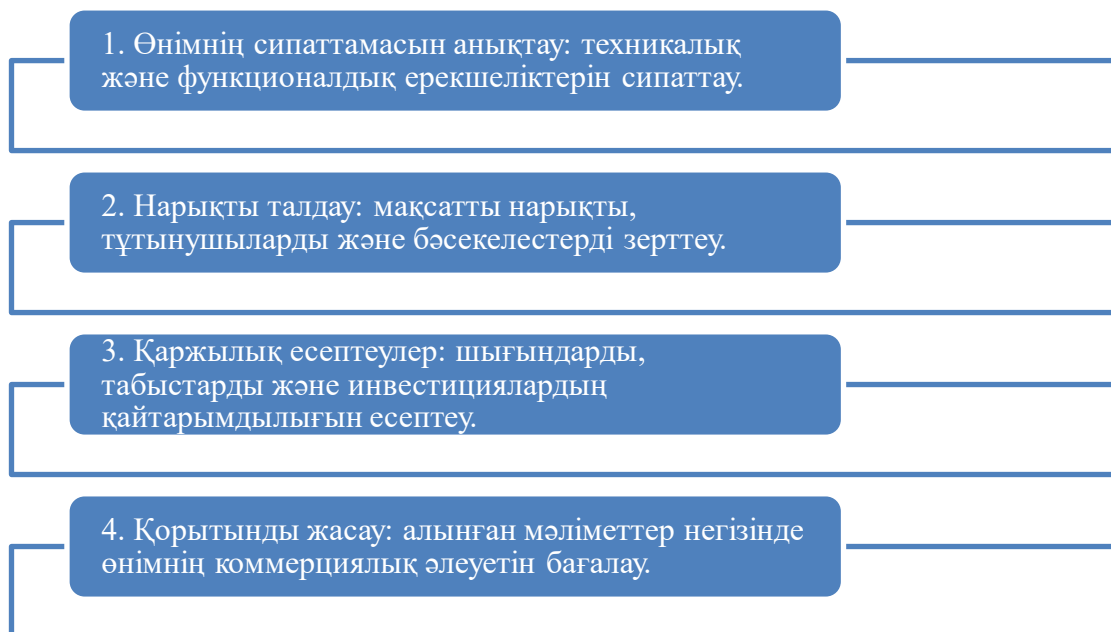 1. Өнімнің сипаттамасын анықтау: техникалық
және функционалдық ерекшеліктерін сипаттау.
2. Нарықты талдау: мақсатты нарықты,
тұтынушыларды және бәсекелестерді зерттеу.
3. Қаржылық есептеулер: шығындарды,
табыстарды және инвестициялардың
қайтарымдылығын есептеу.
4. Қорытынды жасау: алынған мәліметтер негізінде
өнімнің коммерциялық әлеуетін бағалау.